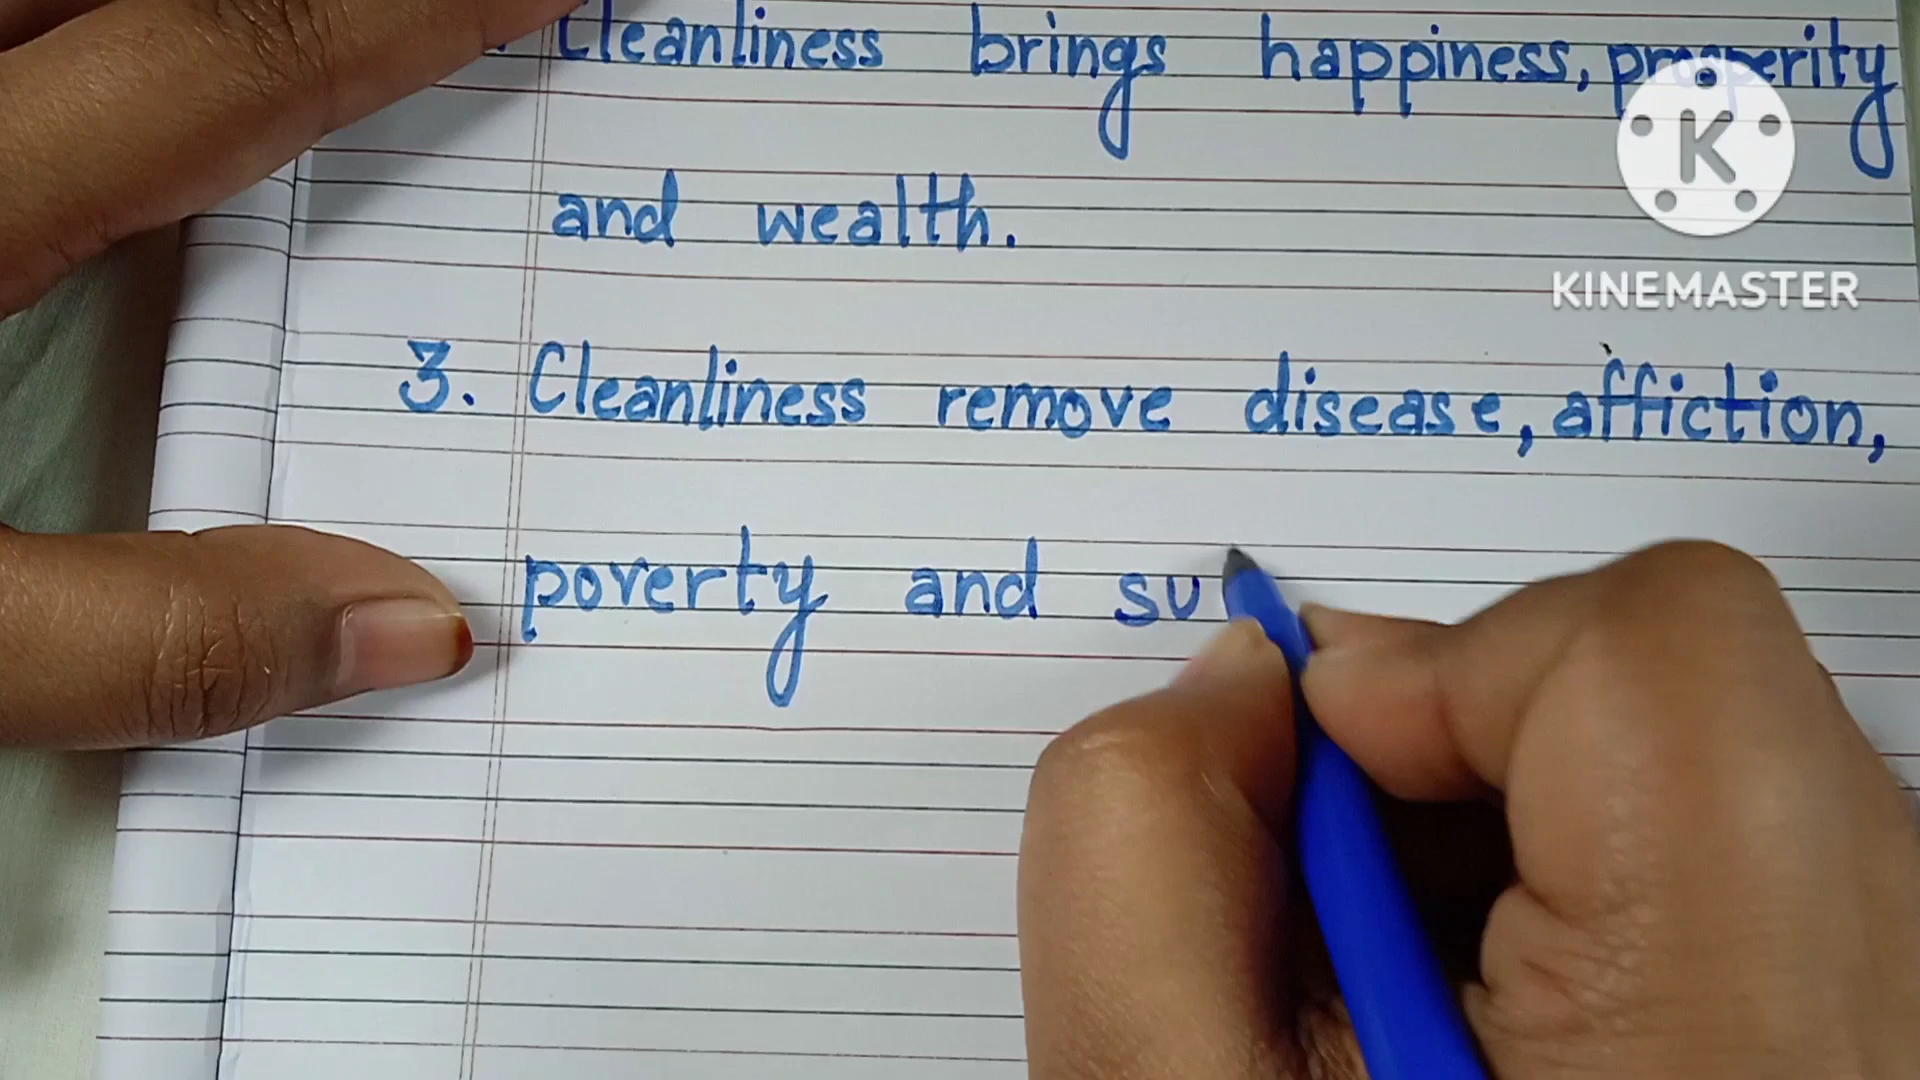 Cleanliness brings happiness, prosperity
and wealth.
KINEMASTER
3. Cleanliness remove disease, affiction,
poverty and su